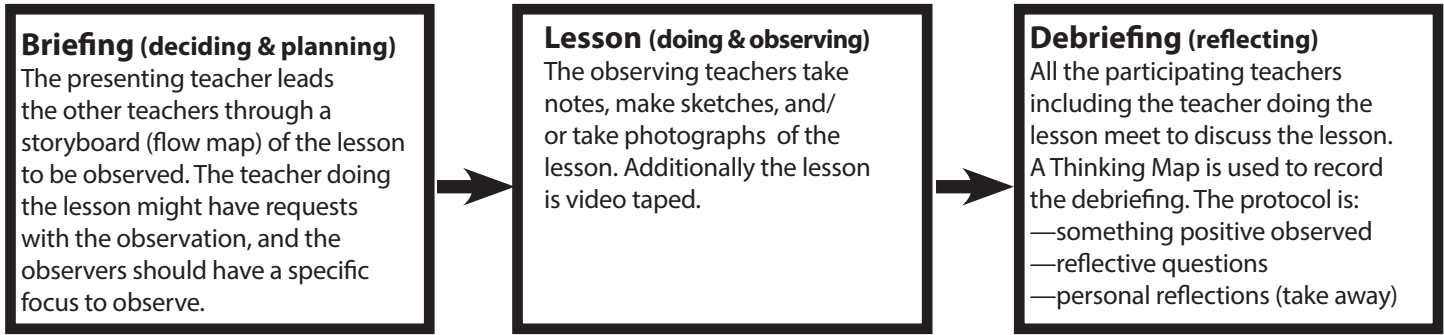 Briefing (deciding & planning)
The presenting teacher leads
the other teachers through a
storyboard (flow map) of the lesson
to be observed. The teacher doing
the lesson might have requests
with the observation, and the
observers should have a specific
focus to observe.
Lesson (doing & observing)
The observing teachers take
notes, make sketches, and/
or take photographs of the
lesson. Additionally the lesson
is video taped.
Debriefing (reflecting)
All the participating teachers
including the teacher doing the
lesson meet to discuss the lesson.
A Thinking Map is used to record
the debriefing. The protocol is:
—something positive observed
—reflective questions
—personal reflections (take away)